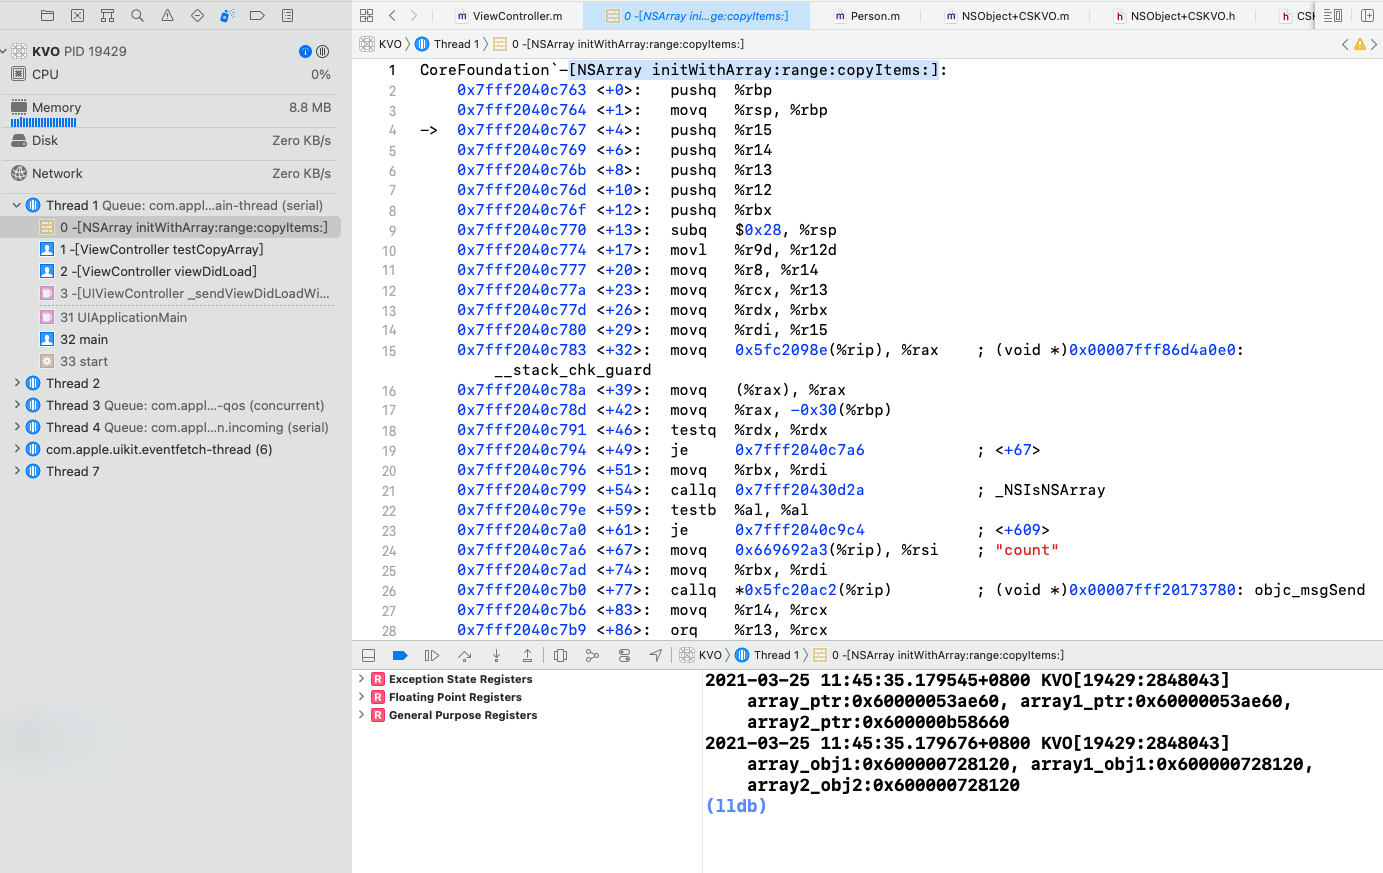 ViewController.m
0 -[NSArray ini...ge:copyItems:]
Person.m
NSObject+CSKVO.m
NSObject+CSKVO.h
KVO PID 19429
CPU 0%
Memory 8.8 MB
Disk Zero KB/s
Network Zero KB/s
Thread 1 Queue: com.appl...ain-thread (serial)
0 -[NSArray initWithArray:range:copyItems:]
1 -[ViewController testCopyArray]
2 -[ViewController viewDidLoad]
3 -[UIViewController _sendViewDidLoadWi...
31 UIApplicationMain
32 main
33 start
Thread 2
Thread 3 Queue: com.appl...-qos (concurrent)
Thread 4 Queue: com.appl...n.incoming (serial)
com.apple.uikit.eventfetch-thread (6)
Thread 7
KVO Thread 1 0 -[NSArray initWithArray:range:copyItems:]
1 CoreFoundation`-[NSArray initWithArray:range:copyItems:]:
2 0x7fff2040c763 <+0>: pushq %rbp
3 0x7fff2040c764 <+1>: movq %rsp, %rbp
4 -> 0x7fff2040c767 <+4>: pushq %r15
5 0x7fff2040c769 <+6>: pushq %r14
6 0x7fff2040c76b <+8>: pushq %r13
7 0x7fff2040c76d <+10>: pushq %r12
8 0x7fff2040c76f <+12>: pushq %rbx
9 0x7fff2040c770 <+13>: subq $0x28, %rsp
10 0x7fff2040c774 <+17>: movl %r9d, %r12d
11 0x7fff2040c777 <+20>: movq %r8, %r14
12 0x7fff2040c77a <+23>: movq %rcx, %r13
13 0x7fff2040c77d <+26>: movq %rdx, %rbx
14 0x7fff2040c780 <+29>: movq %rdi, %r15
15 0x7fff2040c783 <+32>: movq 0x5fc2098e(%rip), %rax ; (void *)0x00007fff86d4a0e0:
__stack_chk_guard
16 0x7fff2040c78a <+39>: movq (%rax), %rax
17 0x7fff2040c78d <+42>: movq %rax, -0x30(%rbp)
18 0x7fff2040c791 <+46>: testq %rdx, %rdx
19 0x7fff2040c794 <+49>: je 0x7fff2040c7a6 ; <+67>
20 0x7fff2040c796 <+51>: movq %rbx, %rdi
21 0x7fff2040c799 <+54>: callq 0x7fff20430d2a ; _NSIsNSArray
22 0x7fff2040c79e <+59>: testb %al, %al
23 0x7fff2040c7a0 <+61>: je 0x7fff2040c9c4 ; <+609>
24 0x7fff2040c7a6 <+67>: movq 0x669692a3(%rip), %rsi ; "count"
25 0x7fff2040c7ad <+74>: movq %rbx, %rdi
26 0x7fff2040c7b0 <+77>: callq *0x5fc20ac2(%rip) ; (void *)0x00007fff20173780: objc_msgSend
27 0x7fff2040c7b6 <+83>: movq %r14, %rcx
28 0x7fff2040c7b9 <+86>: orq %r13, %rcx
KVO Thread 1 0 -[NSArray initWithArray:range:copyItems:]
Exception State Registers
Floating Point Registers
General Purpose Registers
2021-03-25 11:45:35.179545+0800 KVO[19429:2848043]
array_ptr:0x60000053ae60, array1_ptr:0x60000053ae60,
array2_ptr:0x600000b58660
2021-03-25 11:45:35.179676+0800 KVO[19429:2848043]
array_obj1:0x600000728120, array1_obj1:0x600000728120,
array2_obj2:0x600000728120
(lldb)